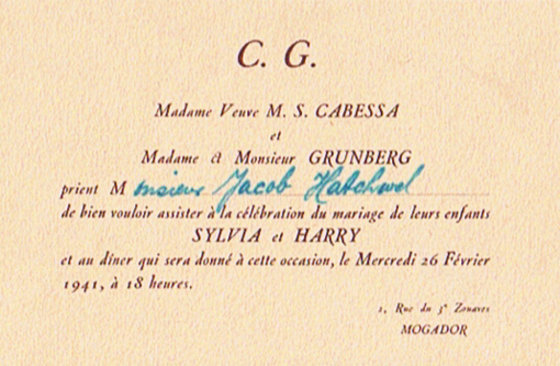 C. G.
Madame Veuve M. S. CABESSA
et
Madame et Monsieur GRUNBERG
prient Monsieur Jacob Hatchwel
de bien vouloir assister à la célébration du mariage de leurs enfants
SYLVIA et HARRY
et au dîner qui sera donné à cette occasion, le Mercredi 26 Février
1941, à 18 heures.
1, Rue du 3e Zouaves
MOGADOR